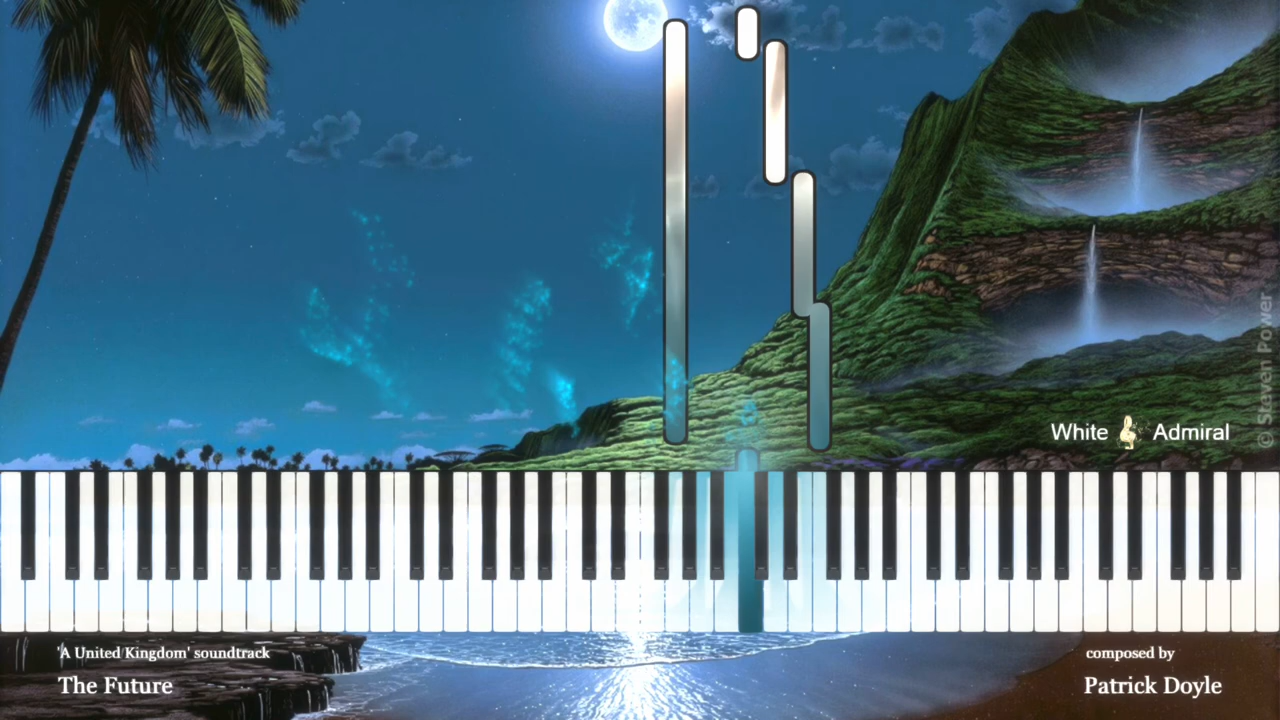 White Admiral
© Steven Power
'A United Kingdom' soundtrack
The Future
composed by
Patrick Doyle